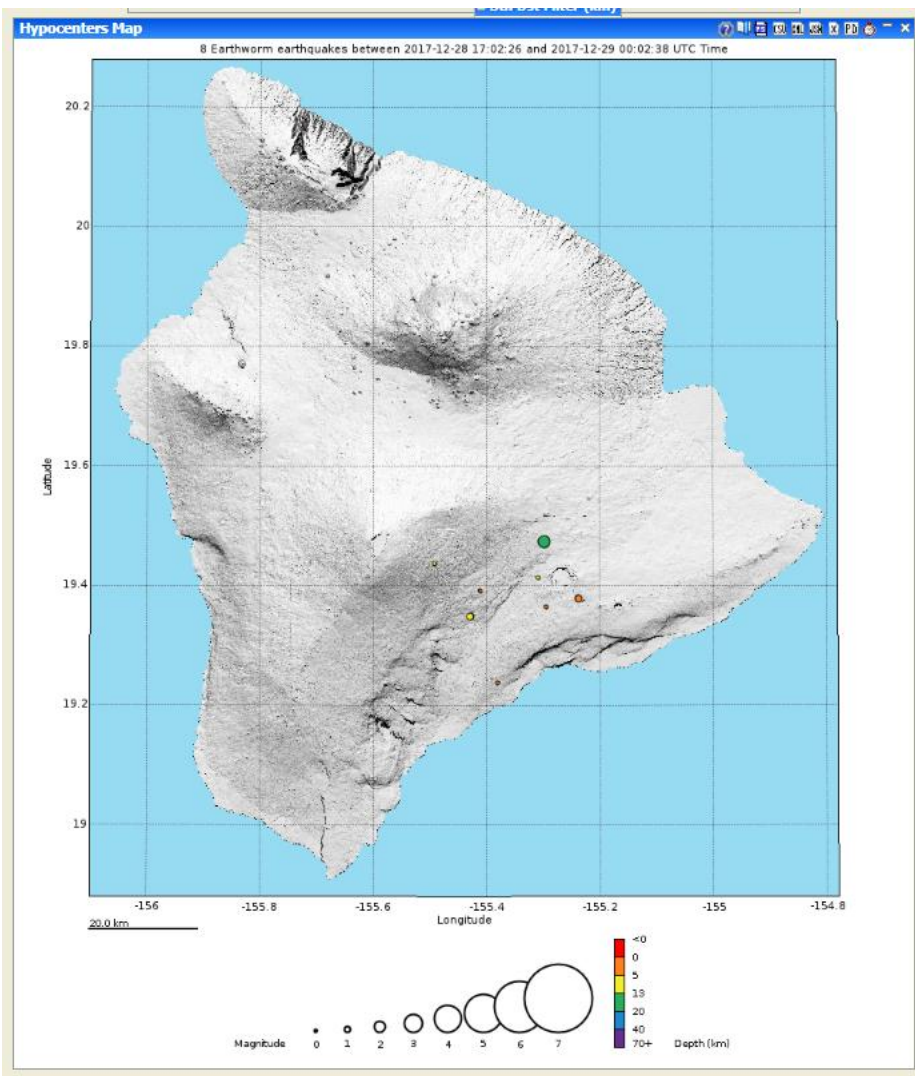 Hypocenters Map
8 Earthworm earthquakes between 2017-12-28 17:02:26 and 2017-12-29 00:02:38 UTC Time
20.2
20
19.8
19.6
Latitude
19.4
19.2
19
-156 -155.8 -155.6 -155.4 -155.2 -155 -154.8
Longitude
20.0 km
<0
0
5
13
20
40
70+ Depth (km)
Magnitude 0 1 2 3 4 5 6 7